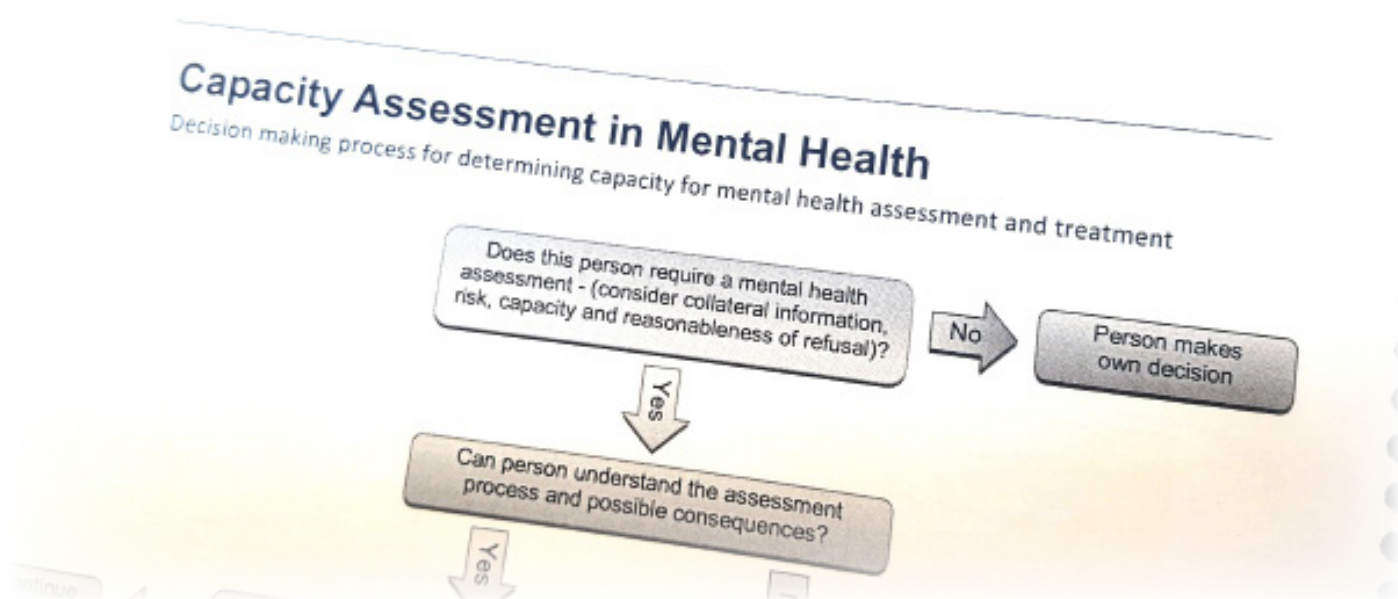 Capacity Assessment in Mental Health
Decision making process for determining capacity for mental health assessment and treatment
Does this person require a mental health
assessment - (consider collateral information,
risk, capacity and reasonableness of refusal)?
No
Person makes
own decision
Yes
Can person understand the assessment
process and possible consequences?
Yes